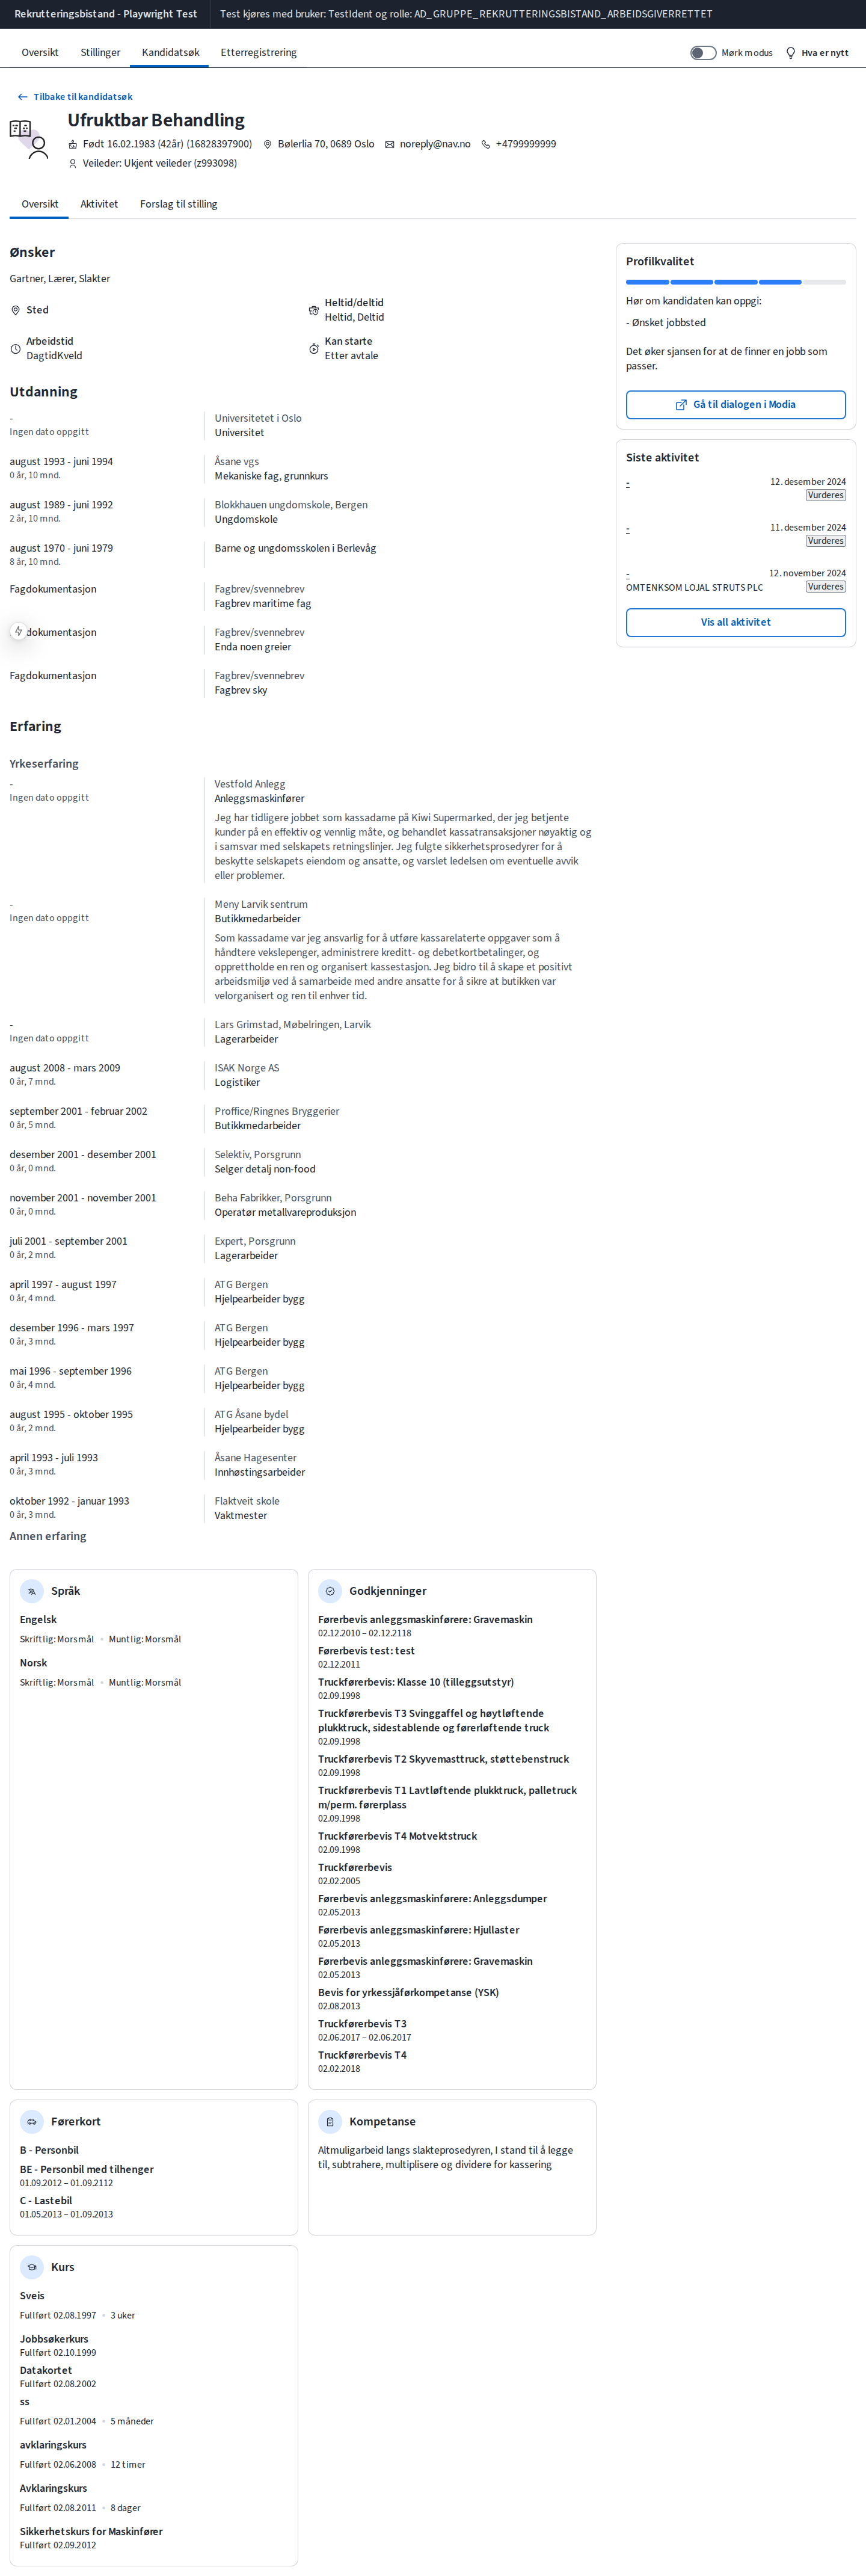 Rekrutteringsbistand - Playwright Test
Test kjøres med bruker: TestIdent og rolle: AD_GRUPPE_REKRUTTERINGSBISTAND_ARBEIDSGIVERRETTET
Oversikt
Stillinger
Kandidatsøk
Etterregistrering
Mørk modus
Hva er nytt
Tilbake til kandidatsøk
Ufruktbar Behandling
Født 16.02.1983 (42år) (16828397900)
Bølerlia 70, 0689 Oslo
noreply@nav.no
+4799999999
Veileder: Ukjent veileder (z993098)
Oversikt
Aktivitet
Forslag til stilling
Ønsker
Gartner, Lærer, Slakter
Sted
Heltid/deltid
Heltid, Deltid
Arbeidstid
DagtidKveld
Kan starte
Etter avtale
Utdanning
-
Ingen dato oppgitt
Universitetet i Oslo
Universitet
august 1993 - juni 1994
0 år, 10 mnd.
Åsane vgs
Mekaniske fag, grunnkurs
august 1989 - juni 1992
2 år, 10 mnd.
Blokkhauen ungdomskole, Bergen
Ungdomskole
august 1970 - juni 1979
8 år, 10 mnd.
Barne og ungdomsskolen i Berlevåg
Fagdokumentasjon
Fagbrev/svennebrev
Fagbrev maritime fag
dokumentasjon
Fagbrev/svennebrev
Enda noen greier
Fagdokumentasjon
Fagbrev/svennebrev
Fagbrev sky
Erfaring
Yrkeserfaring
-
Ingen dato oppgitt
Vestfold Anlegg
Anleggsmaskinfører
Jeg har tidligere jobbet som kassadame på Kiwi Supermarked, der jeg betjente
kunder på en effektiv og vennlig måte, og behandlet kassatransaksjoner nøyaktig og
i samsvar med selskapets retningslinjer. Jeg fulgte sikkerhetsprosedyrer for å
beskytte selskapets eiendom og ansatte, og varslet ledelsen om eventuelle avvik
eller problemer.
-
Ingen dato oppgitt
Meny Larvik sentrum
Butikkmedarbeider
Som kassadame var jeg ansvarlig for å utføre kassarelaterte oppgaver som å
håndtere vekslepenger, administrere kreditt- og debetkortbetalinger, og
opprettholde en ren og organisert kassestasjon. Jeg bidro til å skape et positivt
arbeidsmiljø ved å samarbeide med andre ansatte for å sikre at butikken var
velorganisert og ren til enhver tid.
-
Ingen dato oppgitt
Lars Grimstad, Møbelringen, Larvik
Lagerarbeider
august 2008 - mars 2009
0 år, 7 mnd.
ISAK Norge AS
Logistiker
september 2001 - februar 2002
0 år, 5 mnd.
Proffice/Ringnes Bryggerier
Butikkmedarbeider
desember 2001 - desember 2001
0 år, 0 mnd.
Selektiv, Porsgrunn
Selger detalj non-food
november 2001 - november 2001
0 år, 0 mnd.
Beha Fabrikker, Porsgrunn
Operatør metallvareproduksjon
juli 2001 - september 2001
0 år, 2 mnd.
Expert, Porsgrunn
Lagerarbeider
april 1997 - august 1997
0 år, 4 mnd.
ATG Bergen
Hjelpearbeider bygg
desember 1996 - mars 1997
0 år, 3 mnd.
ATG Bergen
Hjelpearbeider bygg
mai 1996 - september 1996
0 år, 4 mnd.
ATG Bergen
Hjelpearbeider bygg
august 1995 - oktober 1995
0 år, 2 mnd.
ATG Åsane bydel
Hjelpearbeider bygg
april 1993 - juli 1993
0 år, 3 mnd.
Åsane Hagesenter
Innhøstingsarbeider
oktober 1992 - januar 1993
0 år, 3 mnd.
Flaktveit skole
Vaktmester
Annen erfaring
Språk
Engelsk
Skriftlig: Morsmål • Muntlig: Morsmål
Norsk
Skriftlig: Morsmål • Muntlig: Morsmål
Godkjenninger
Førerbevis anleggsmaskinførere: Gravemaskin
02.12.2010 – 02.12.2118
Førerbevis test: test
02.12.2011
Truckførerbevis: Klasse 10 (tilleggsutstyr)
02.09.1998
Truckførerbevis T3 Svinggaffel og høytløftende
plukktruck, sidestablende og førerløftende truck
02.09.1998
Truckførerbevis T2 Skyvemasttruck, støttebenstruck
02.09.1998
Truckførerbevis T1 Lavtløftende plukktruck, palletruck
m/perm. førerplass
02.09.1998
Truckførerbevis T4 Motvektstruck
02.09.1998
Truckførerbevis
02.02.2005
Førerbevis anleggsmaskinførere: Anleggsdumper
02.05.2013
Førerbevis anleggsmaskinførere: Hjullaster
02.05.2013
Førerbevis anleggsmaskinførere: Gravemaskin
02.05.2013
Bevis for yrkessjåførkompetanse (YSK)
02.08.2013
Truckførerbevis T3
02.06.2017 – 02.06.2017
Truckførerbevis T4
02.02.2018
Førerkort
B - Personbil
BE - Personbil med tilhenger
01.09.2012 – 01.09.2112
C - Lastebil
01.05.2013 – 01.09.2013
Kompetanse
Altmuligarbeid langs slakteprosedyren, I stand til å legge
til, subtrahere, multiplisere og dividere for kassering
Kurs
Sveis
Fullført 02.08.1997 • 3 uker
Jobbsøkerkurs
Fullført 02.10.1999
Datakortet
Fullført 02.08.2002
ss
Fullført 02.01.2004 • 5 måneder
avklaringskurs
Fullført 02.06.2008 • 12 timer
Avklaringskurs
Fullført 02.08.2011 • 8 dager
Sikkerhetskurs for Maskinfører
Fullført 02.09.2012
Profilkvalitet
Hør om kandidaten kan oppgi:
- Ønsket jobbsted
Det øker sjansen for at de finner en jobb som
passer.
Gå til dialogen i Modia
Siste aktivitet
-
12. desember 2024
Vurderes
-
11. desember 2024
Vurderes
-
12. november 2024
OMTENKSOM LOJAL STRUTS PLC
Vurderes
Vis all aktivitet